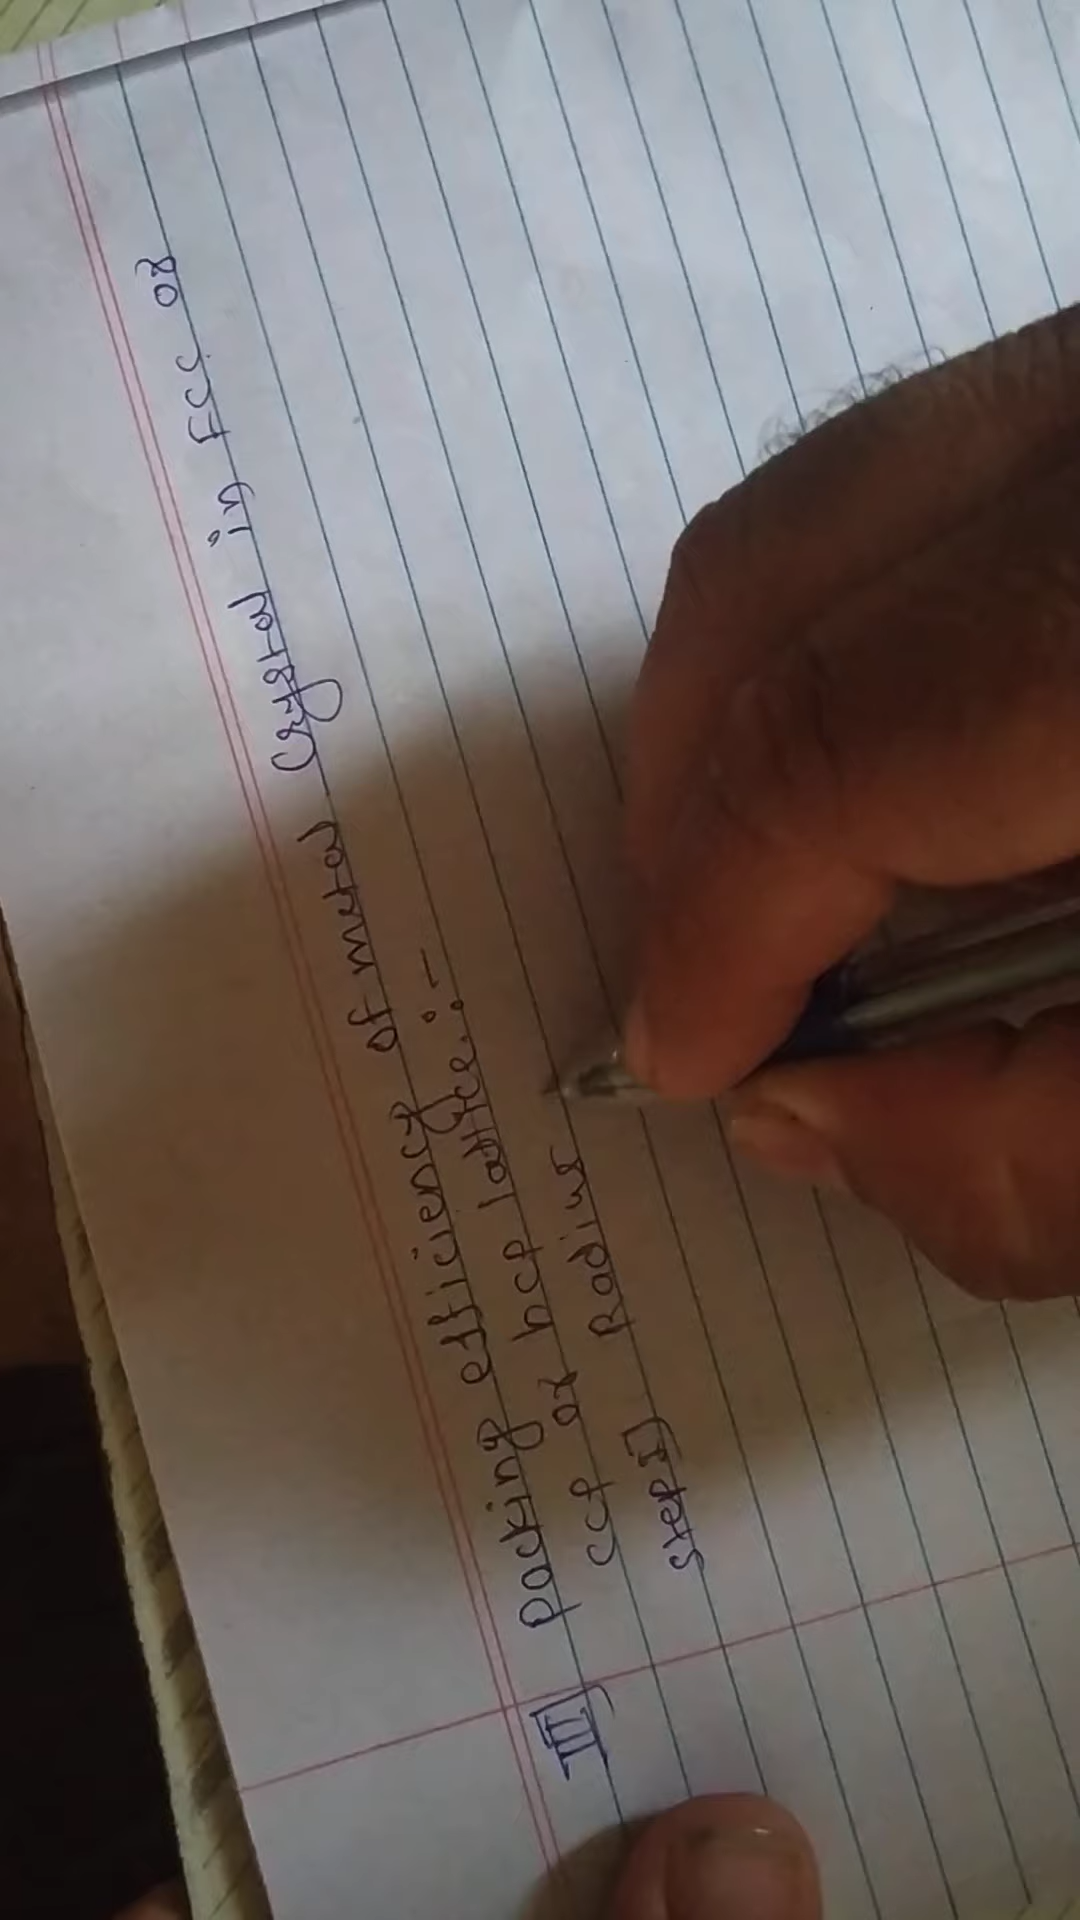 III) Packing efficiency of metal crystal in FCC or
ccp or hcp lattice :-
Step I) Radius